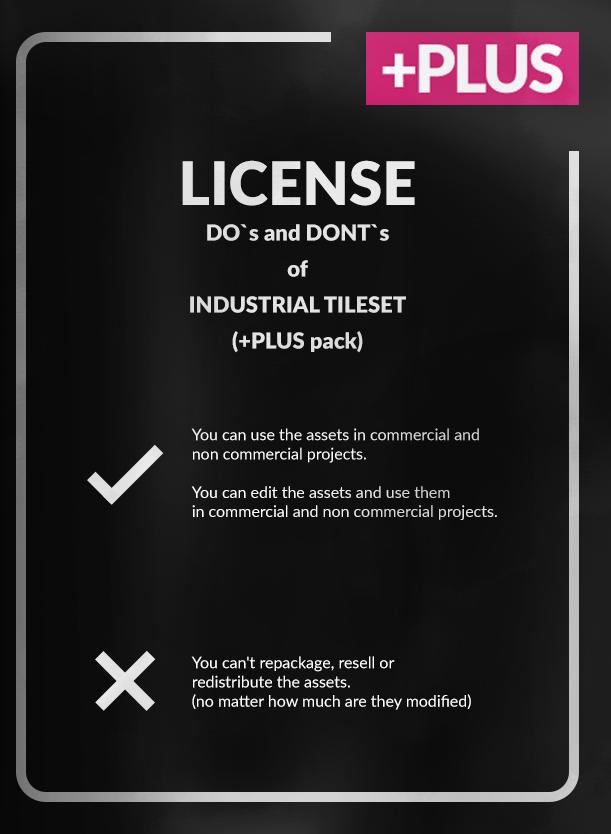 +PLUS
LICENSE
DO`s and DONT`s
of
INDUSTRIAL TILESET
(+PLUS pack)
You can use the assets in commercial and
non commercial projects.
You can edit the assets and use them
in commercial and non commercial projects.
You can't repackage, resell or
redistribute the assets.
(no matter how much are they modified)